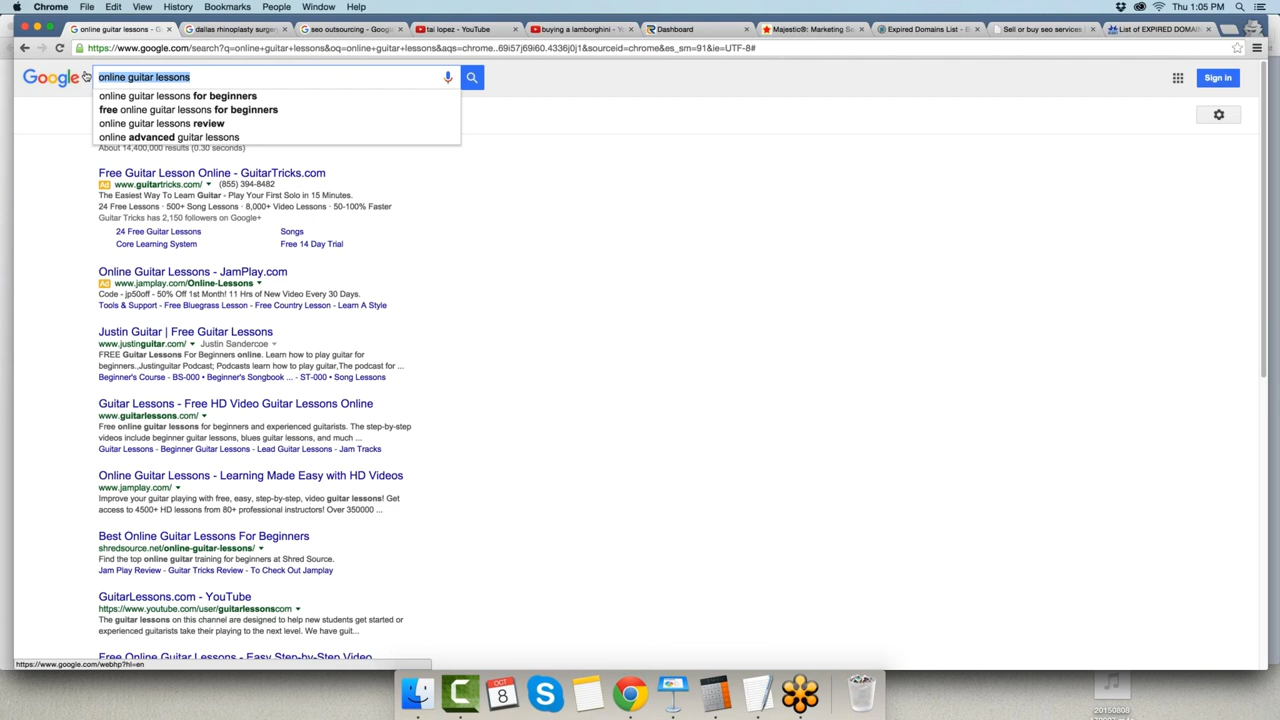 Chrome File Edit View History Bookmarks People Window Help
Thu 1:05 PM
online guitar lessons -
dallas rhinoplasty surgery
seo outsourcing - Google
tai lopez - YouTube
buying a lamborghini - You
Dashboard
Majestic®: Marketing Se
Expired Domains List - Ex
Sell or buy seo services |
List of EXPIRED DOMAIN
https://www.google.com/search?q=online+guitar+lessons&oq=online+guitar+lessons&aqs=chrome..69i57j69i60.4336j0j1&sourceid=chrome&es_sm=91&ie=UTF-8#
Google
online guitar lessons
Sign in
online guitar lessons for beginners
free online guitar lessons for beginners
online guitar lessons review
online advanced guitar lessons
About 14,400,000 results (0.30 seconds)
Free Guitar Lesson Online - GuitarTricks.com
Ad www.guitartricks.com/ (855) 394-8482
The Easiest Way To Learn Guitar - Play Your First Solo in 15 Minutes.
24 Free Lessons · 500+ Song Lessons · 8,000+ Video Lessons · 50-100% Faster
Guitar Tricks has 2,150 followers on Google+
24 Free Guitar Lessons Songs
Core Learning System Free 14 Day Trial
Online Guitar Lessons - JamPlay.com
Ad www.jamplay.com/Online-Lessons
Code - jp50off - 50% Off 1st Month! 11 Hrs of New Video Every 30 Days.
Tools & Support - Free Bluegrass Lesson - Free Country Lesson - Learn A Style
Justin Guitar | Free Guitar Lessons
www.justinguitar.com/ Justin Sandercoe
FREE Guitar Lessons For Beginners online. Learn how to play guitar for
beginners.,Justinguitar Podcast; Podcasts learn how to play guitar,The podcast for ...
Beginner's Course - BS-000 • Beginner's Songbook ... - ST-000 • Song Lessons
Guitar Lessons - Free HD Video Guitar Lessons Online
www.guitarlessons.com/
Free online guitar lessons for beginners and experienced guitarists. The step-by-step
videos include beginner guitar lessons, blues guitar lessons, and much ...
Guitar Lessons - Beginner Guitar Lessons - Lead Guitar Lessons - Jam Tracks
Online Guitar Lessons - Learning Made Easy with HD Videos
www.jamplay.com/
Improve your guitar playing with free, easy, step-by-step, video guitar lessons! Get
access to 4500+ HD lessons from 80+ professional instructors! Over 350000 ...
Best Online Guitar Lessons For Beginners
shredsource.net/online-guitar-lessons/
Find the top online guitar training for beginners at Shred Source.
Jam Play Review - Guitar Tricks Review - To Check Out Jamplay
GuitarLessons.com - YouTube
https://www.youtube.com/user/guitarlessonscom
The guitar lessons on this channel are designed to help new students get started or
experienced guitarists take their playing to the next level. We have guit...
Free Online Guitar Lessons - Easy Step-by-Step Video
https://www.google.com/webhp?hl=en
OCT
8
20150808